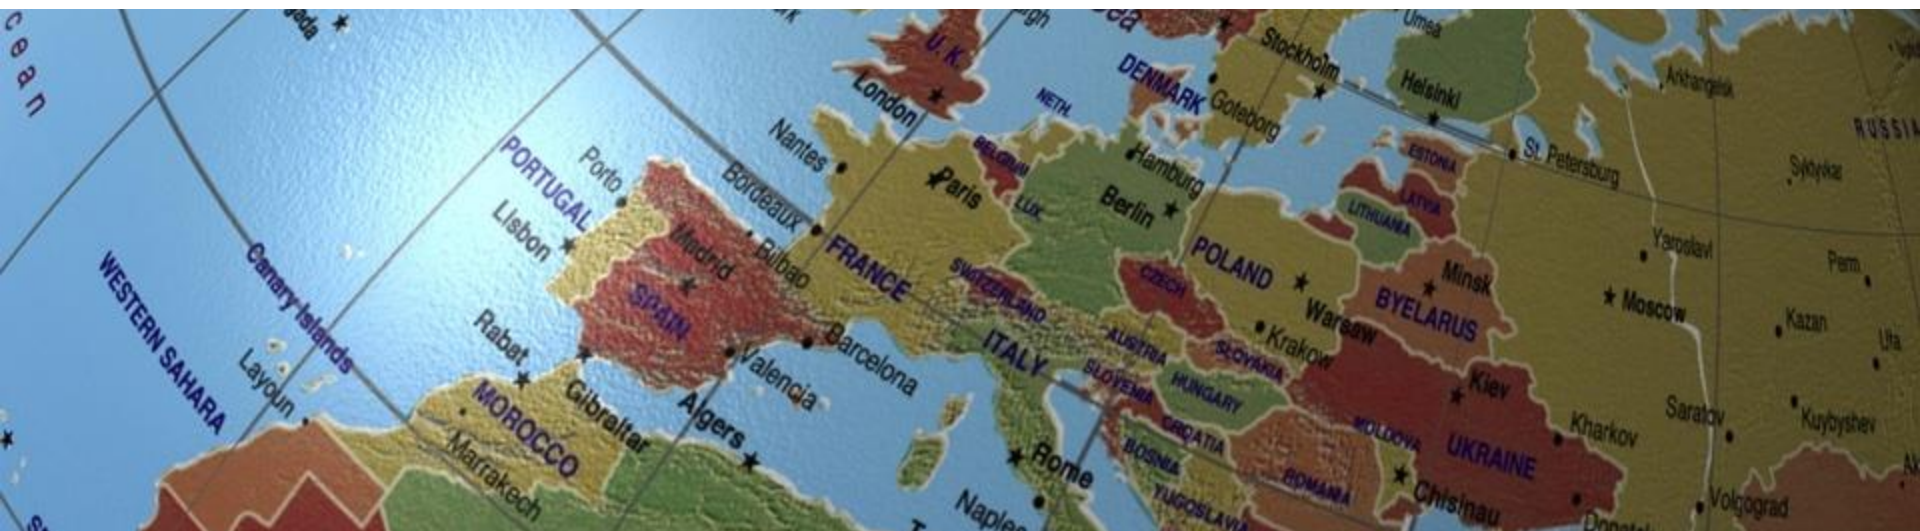 cean
U.K.
London
DENMARK
NETH.
Stockholm
Goteborg
Umea
Helsinki
Arkhangelsk
RUSSIA
PORTUGAL
Porto
Lisbon
Nantes
Bordeaux
BELGIUM
Paris
LUX.
Hamburg
Berlin
ESTONIA
LATVIA
LITHUANIA
St. Petersburg
Syktyvkar
Yaroslavl
Perm
WESTERN SAHARA
Canary Islands
Madrid
SPAIN
Bilbao
FRANCE
SWITZERLAND
CZECH
POLAND
Warsaw
Minsk
BYELARUS
Moscow
Kazan
Ufa
Layoun
Rabat
MOROCCO
Marrakech
Gibraltar
Algers
Valencia
Barcelona
ITALY
AUSTRIA
SLOVENIA
SLOVAKIA
HUNGARY
Krakow
Kiev
Kharkov
UKRAINE
MOLDOVA
Saratov
Kuybyshev
Rome
Naples
CROATIA
BOSNIA
YUGOSLAVIA
ROMANIA
Chisinau
Volgograd